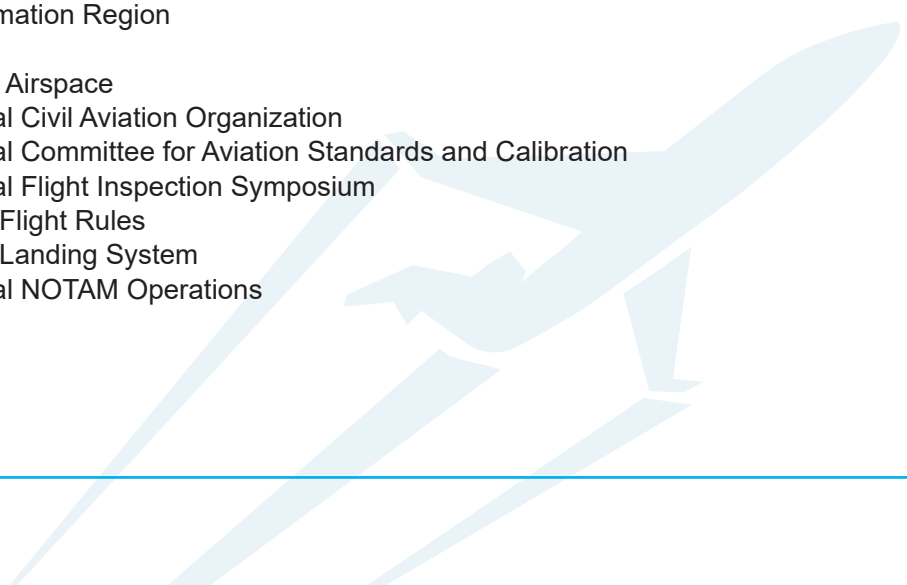 mation Region
Airspace
al Civil Aviation Organization
al Committee for Aviation Standards and Calibration
al Flight Inspection Symposium
Flight Rules
Landing System
al NOTAM Operations